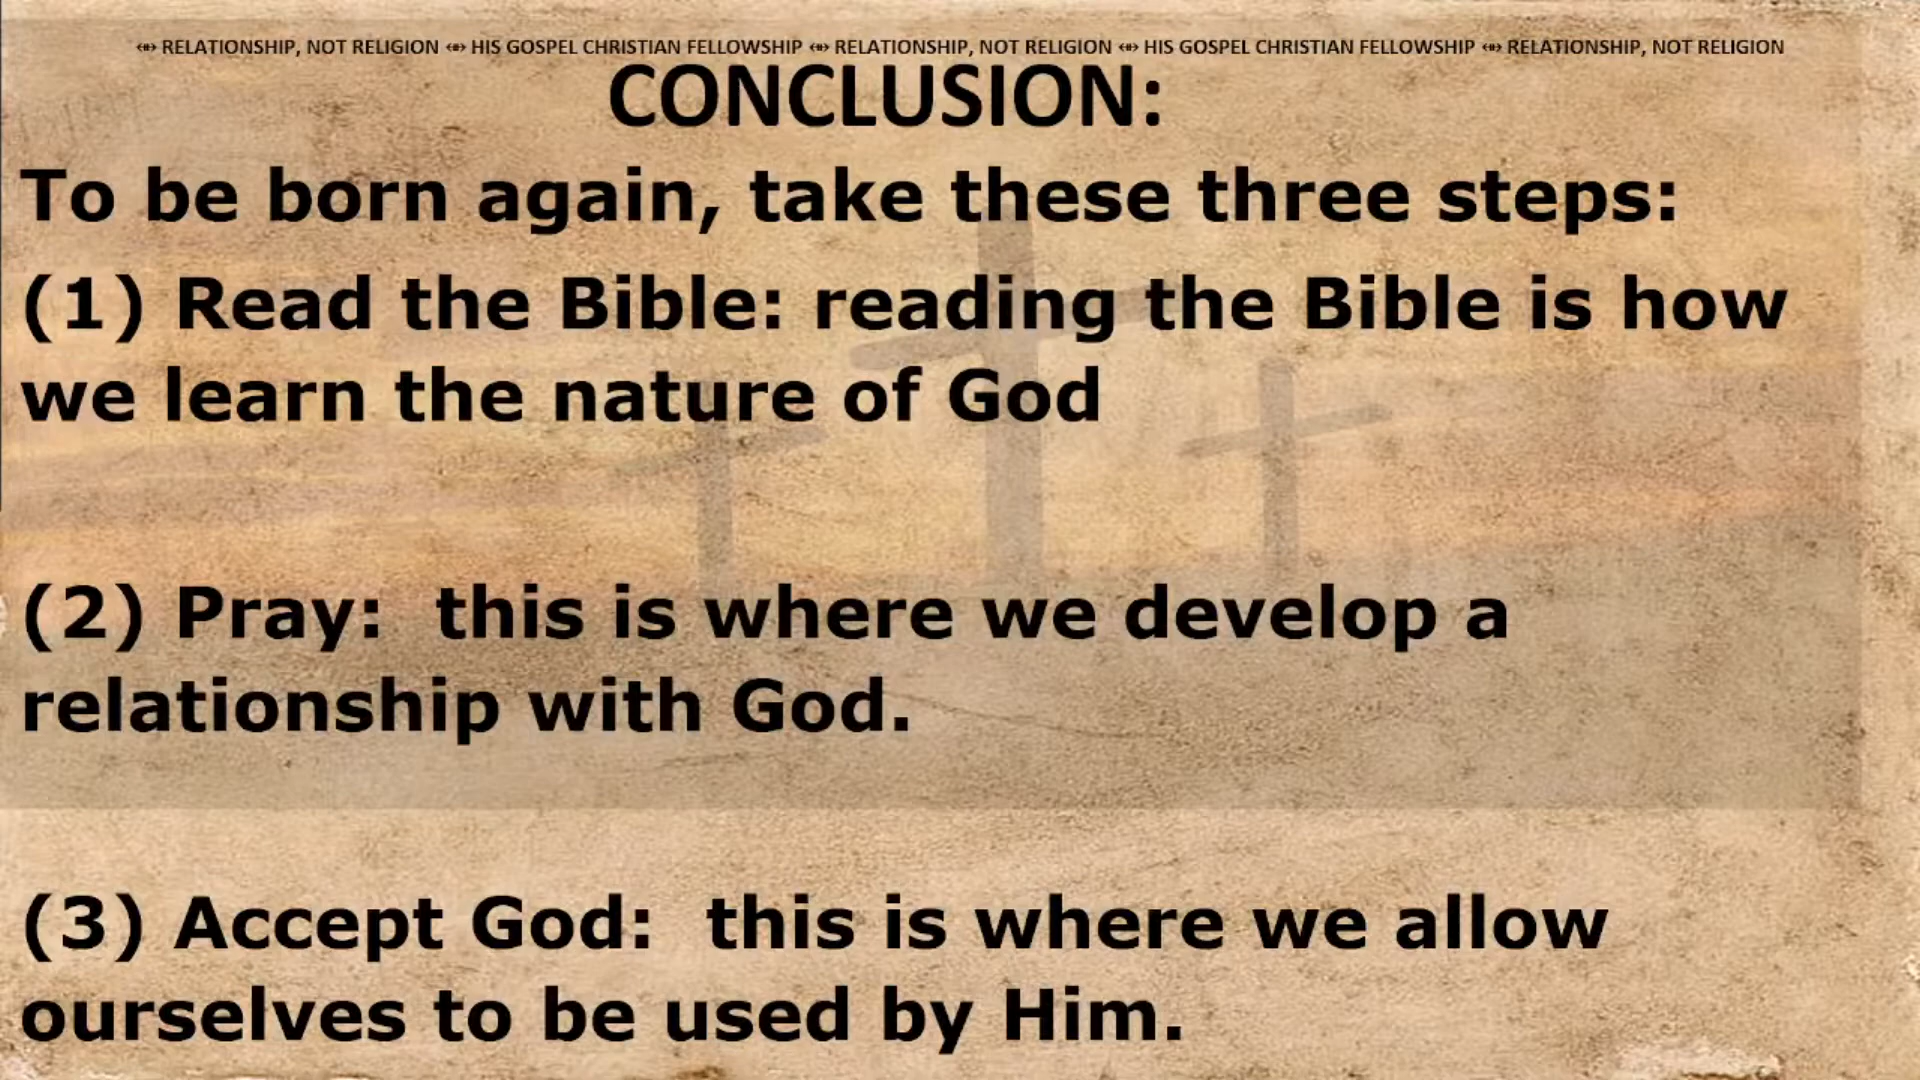 ⇹ RELATIONSHIP, NOT RELIGION ⇹ HIS GOSPEL CHRISTIAN FELLOWSHIP ⇹ RELATIONSHIP, NOT RELIGION ⇹ HIS GOSPEL CHRISTIAN FELLOWSHIP ⇹ RELATIONSHIP, NOT RELIGION
CONCLUSION:
To be born again, take these three steps:
(1) Read the Bible: reading the Bible is how
we learn the nature of God
(2) Pray:  this is where we develop a
relationship with God.
(3) Accept God:  this is where we allow
ourselves to be used by Him.